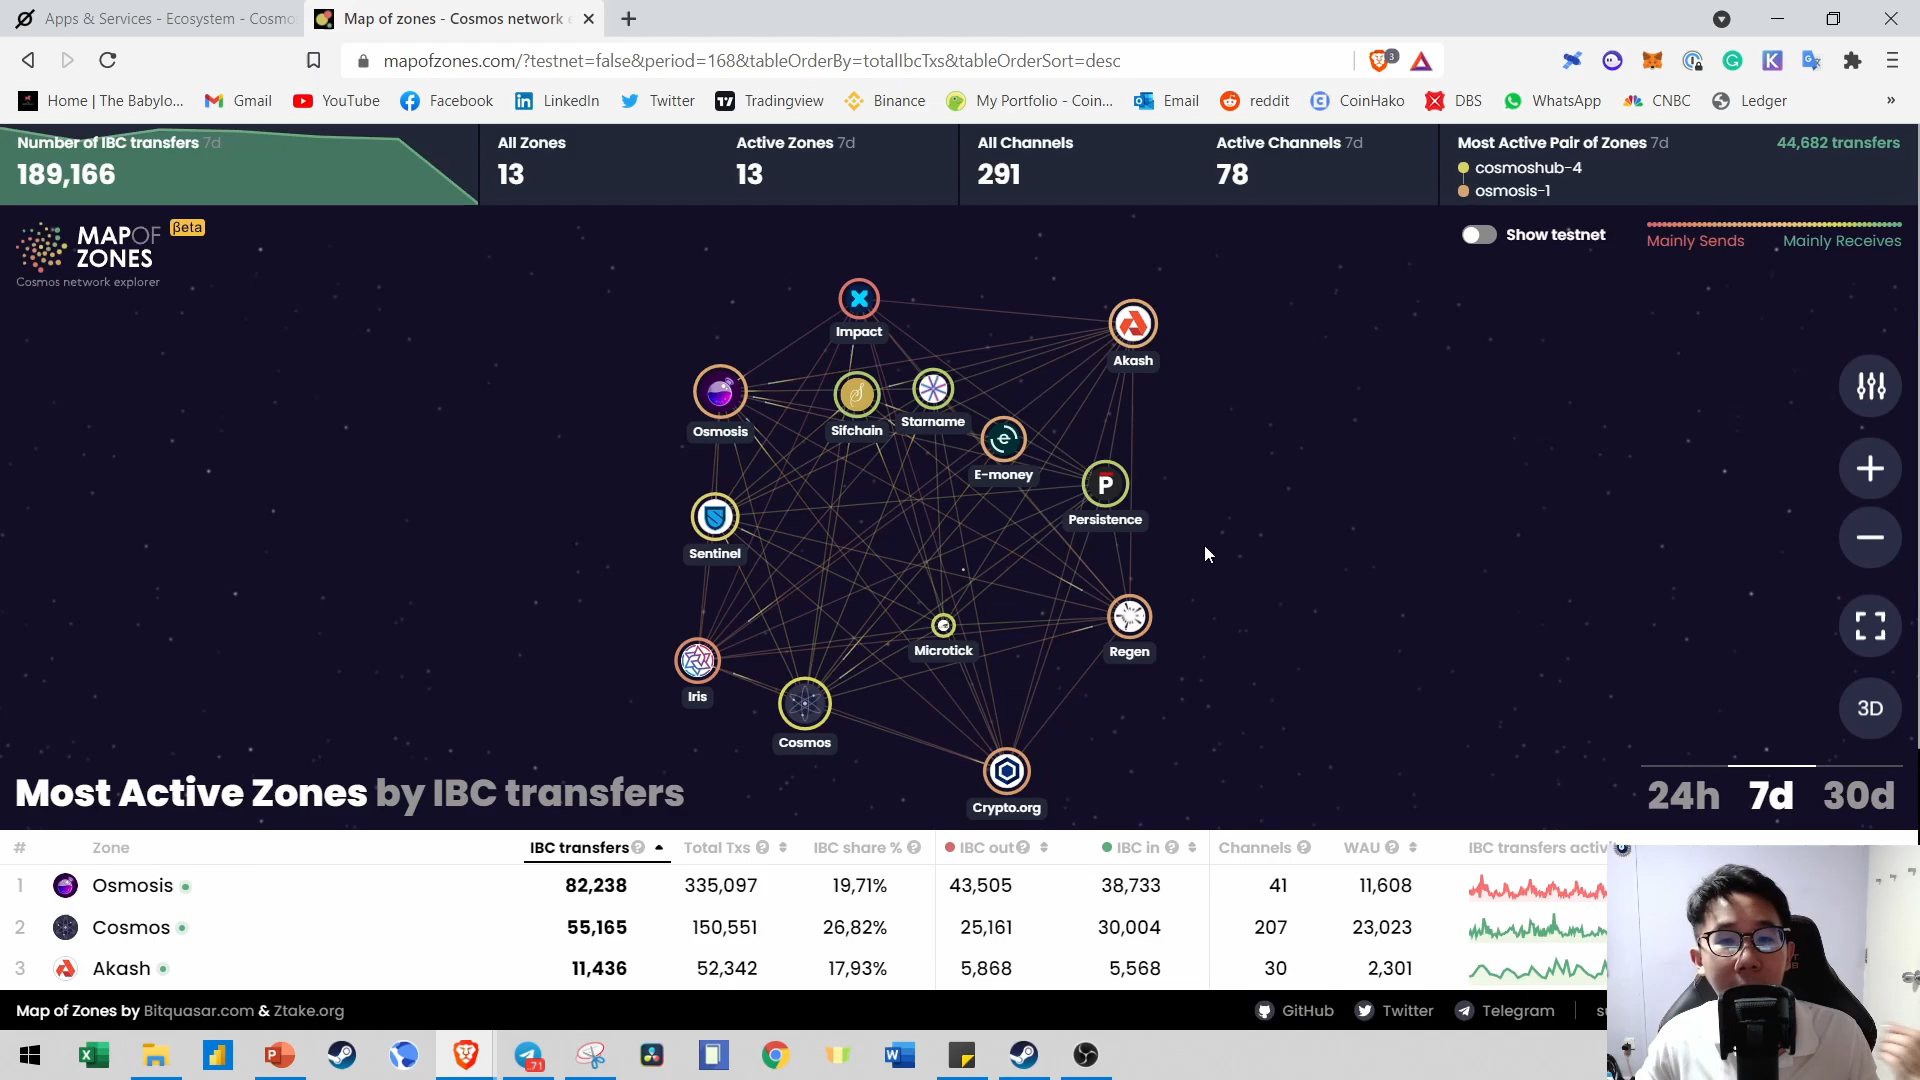 Apps & Services - Ecosystem - Cosmo
Map of zones - Cosmos network
mapofzones.com/?testnet=false&period=168&tableOrderBy=totalIbcTxs&tableOrderSort=desc
3
Home | The Babylo...
Gmail
YouTube
Facebook
LinkedIn
Twitter
Tradingview
Binance
My Portfolio - Coin...
Email
reddit
CoinHako
DBS
WhatsApp
CNBC
Ledger
»
Number of IBC transfers 7d
189,166
All Zones
13
Active Zones 7d
13
All Channels
291
Active Channels 7d
78
Most Active Pair of Zones 7d
44,682 transfers
cosmoshub-4
osmosis-1
MAPOF
ZONES
βeta
Cosmos network explorer
Show testnet
Mainly Sends
Mainly Receives
Impact
Akash
Osmosis
Sifchain
Starname
E-money
Persistence
Sentinel
Microtick
Regen
Iris
Cosmos
Crypto.org
3D
Most Active Zones by IBC transfers
24h 7d 30d
# Zone IBC transfers Total Txs IBC share % IBC out IBC in Channels WAU IBC transfers activ
1 Osmosis 82,238 335,097 19,71% 43,505 38,733 41 11,608
2 Cosmos 55,165 150,551 26,82% 25,161 30,004 207 23,023
3 Akash 11,436 52,342 17,93% 5,868 5,568 30 2,301
Map of Zones by Bitquasar.com & Ztake.org
GitHub
Twitter
Telegram
71